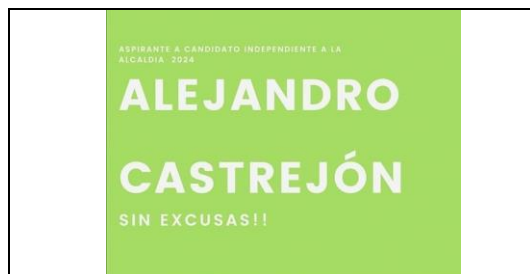 ASPIRANTE A CANDIDATO INDEPENDIENTE A LA
ALCALDIA 2024
ALEJANDRO
CASTREJÓN
SIN EXCUSAS!!